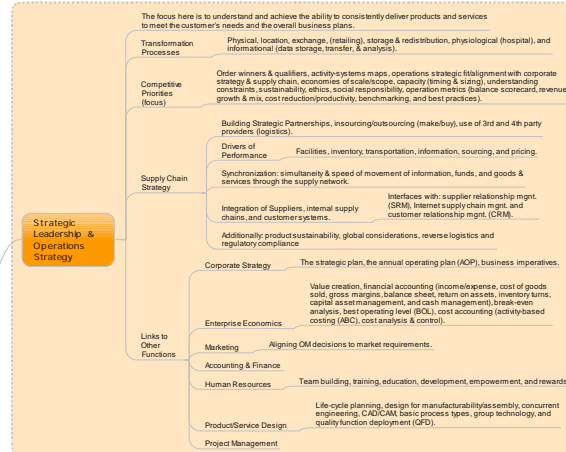 The focus here is to understand and achieve the ability to consistently deliver products and services
to meet the customer's needs and the overall business plans.
Transformation
Processes
Physical, location, exchange, (retailing), storage & redistribution, physiological (hospital), and
informational (data storage, transfer, & analysis).
Competitive
Priorities
(focus)
Order winners & qualifiers, activity-systems maps, operations strategic fit/alignment with corporate
strategy & supply chain, economies of scale/scope, capacity (timing & sizing), understanding
constraints, sustainability, ethics, social responsibility, operation metrics (balance scorecard, revenue
growth & mix, cost reduction/productivity, benchmarking, and best practices).
Supply Chain
Strategy
Building Strategic Partnerships, insourcing/outsourcing (make/buy), use of 3rd and 4th party
providers (logistics).
Drivers of
Performance
Facilities, inventory, transportation, information, sourcing, and pricing.
Synchronization: simultaneity & speed of movement of information, funds, and goods &
services through the supply network.
Integration of Suppliers, internal supply
chains, and customer systems.
Interfaces with: supplier relationship mgnt.
(SRM), Internet supply chain mgnt. and
customer relationship mgnt. (CRM).
Additionally: product sustainability, global considerations, reverse logistics and
regulatory compliance
Strategic
Leadership &
Operations
Strategy
Links to
Other
Functions
Corporate Strategy
The strategic plan, the annual operating plan (AOP), business imperatives.
Enterprise Economics
Value creation, financial accounting (income/expense, cost of goods
sold, gross margins, balance sheet, return on assets, inventory turns,
capital asset management, and cash management), break-even
analysis, best operating level (BOL), cost accounting (activity-based
costing (ABC), cost analysis & control).
Marketing
Aligning OM decisions to market requirements.
Accounting & Finance
Human Resources
Team building, training, education, development, empowerment, and rewards
Product/Service Design
Life-cycle planning, design for manufacturability/assembly, concurrent
engineering, CAD/CAM, basic process types, group technology, and
quality function deployment (QFD).
Project Management